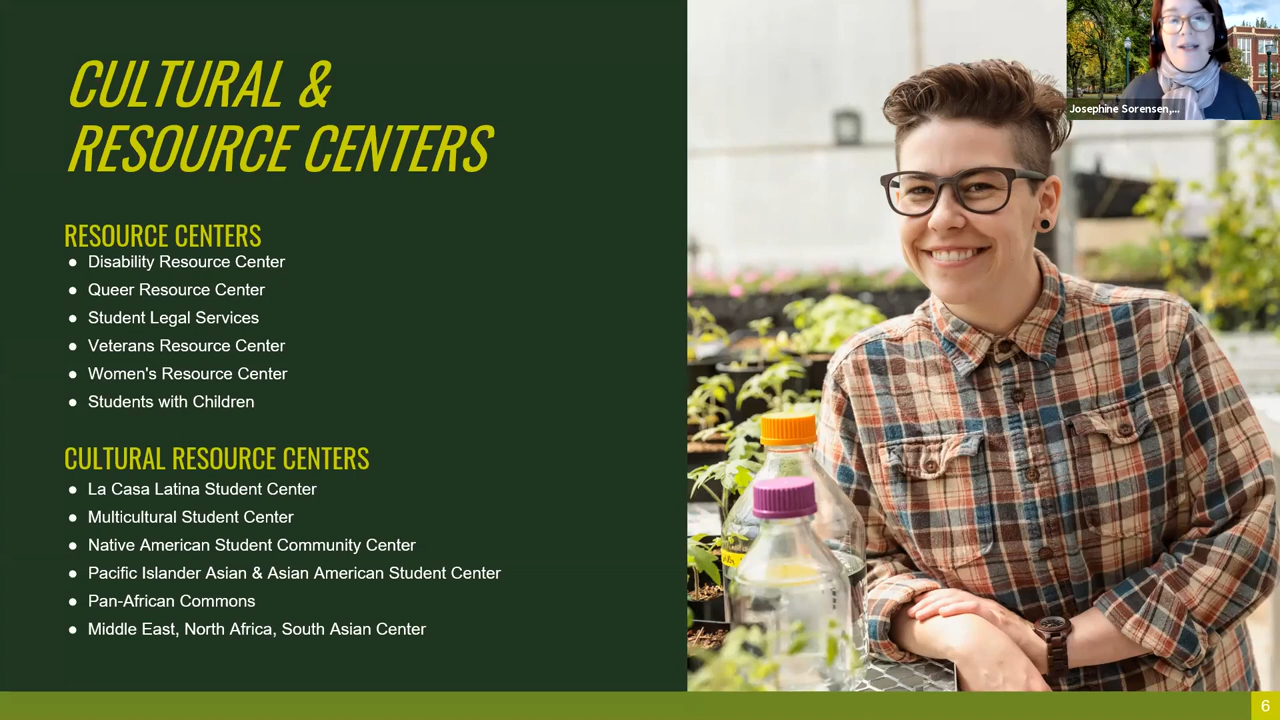 CULTURAL &
RESOURCE CENTERS
RESOURCE CENTERS
● Disability Resource Center
● Queer Resource Center
● Student Legal Services
● Veterans Resource Center
● Women's Resource Center
● Students with Children
CULTURAL RESOURCE CENTERS
● La Casa Latina Student Center
● Multicultural Student Center
● Native American Student Community Center
● Pacific Islander Asian & Asian American Student Center
● Pan-African Commons
● Middle East, North Africa, South Asian Center
Josephine Sorensen,...
6